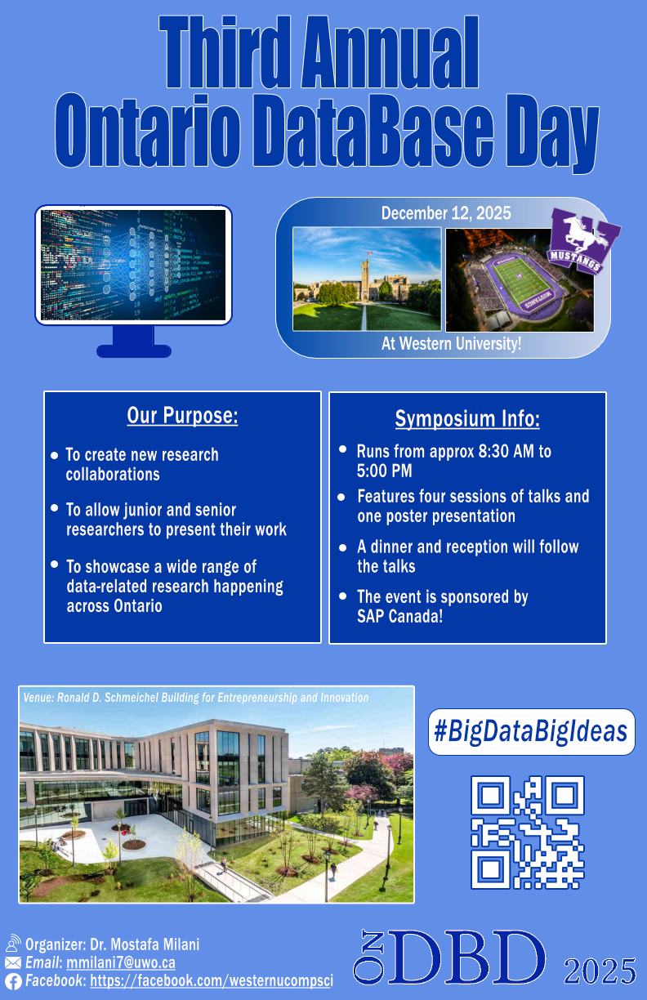 Third Annual
Ontario DataBase Day
December 12, 2025
MUSTANGS
At Western University!
Our Purpose:
To create new research
collaborations
To allow junior and senior
researchers to present their work
To showcase a wide range of
data-related research happening
across Ontario
Symposium Info:
Runs from approx 8:30 AM to
5:00 PM
Features four sessions of talks and
one poster presentation
A dinner and reception will follow
the talks
The event is sponsored by
SAP Canada!
Venue: Ronald D. Schmeichel Building for Entrepreneurship and Innovation
#BigDataBigIdeas
Organizer: Dr. Mostafa Milani
Email: mmilani7@uwo.ca
Facebook: https://facebook.com/westernucompsci
ON DBD 2025